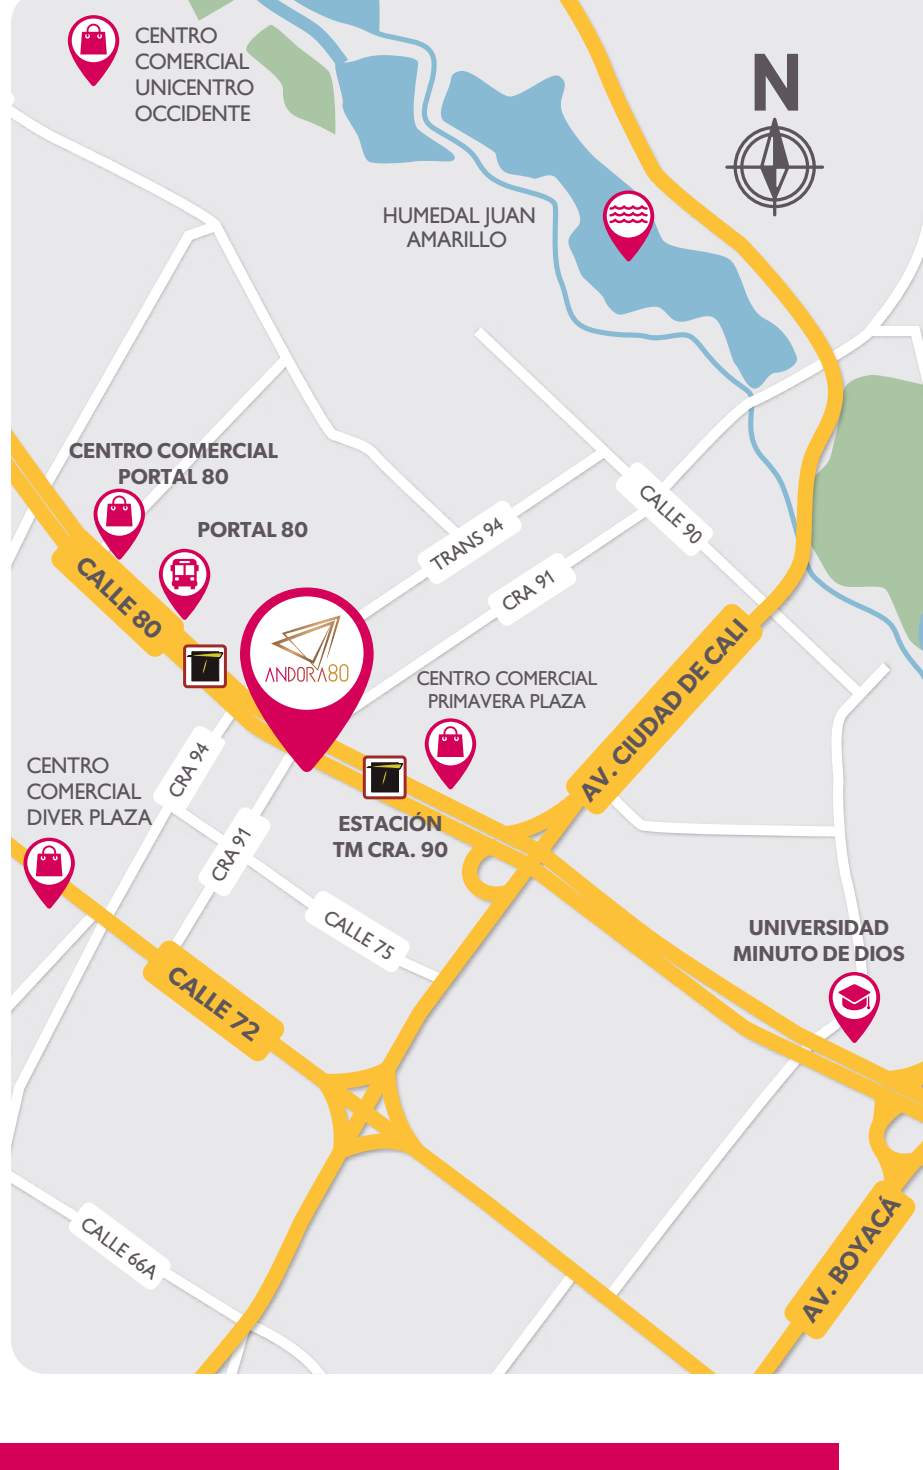 CENTRO
COMERCIAL
UNICENTRO
OCCIDENTE
N
HUMEDAL JUAN
AMARILLO
CENTRO COMERCIAL
PORTAL 80
PORTAL 80
CALLE 90
TRANS 94
CRA 91
CALLE 80
ANDORA80
AV. CIUDAD DE CALI
CENTRO COMERCIAL
PRIMAVERA PLAZA
CRA 94
CENTRO
COMERCIAL
DIVER PLAZA
ESTACIÓN
TM CRA. 90
CRA 91
CALLE 75
UNIVERSIDAD
MINUTO DE DIOS
CALLE 72
CALLE 66A
AV. BOYACÁ